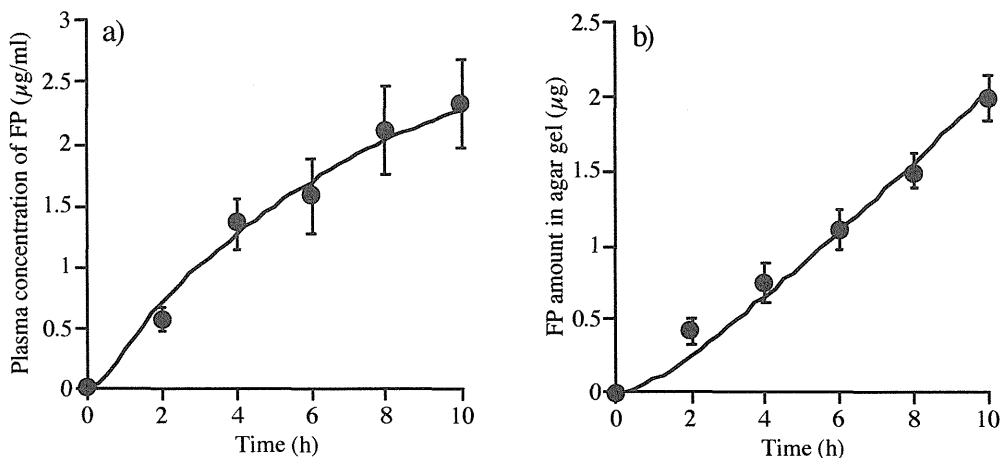 a)
Plasma concentration of FP (µg/ml)
3
2.5
2
1.5
1
0.5
0
0 2 4 6 8 10
Time (h)
b)
FP amount in agar gel (µg)
2.5
2
1.5
1
0.5
0
0 2 4 6 8 10
Time (h)